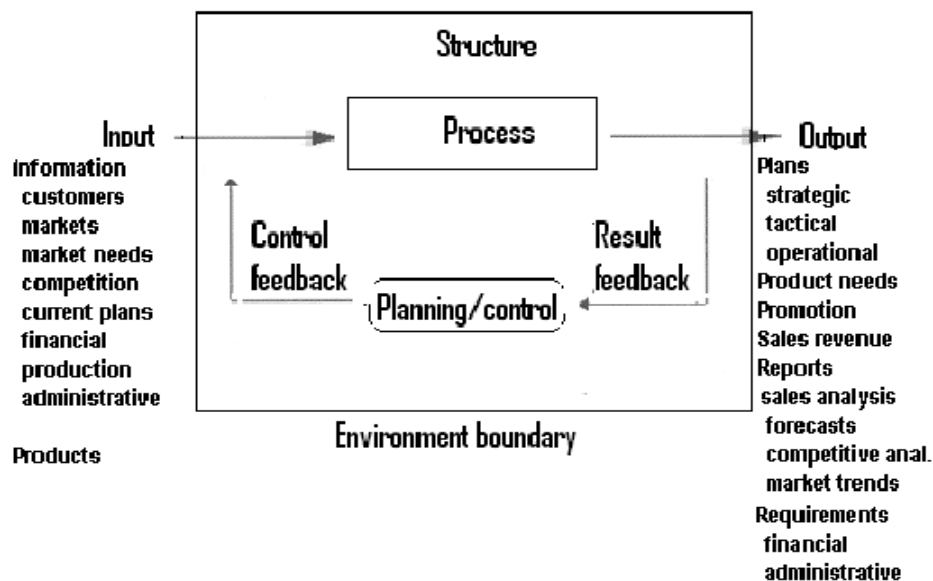 Structure
Input
Process
Output
Information
customers
markets
market needs
competition
current plans
financial
production
administrative
Products
Control
feedback
Result
feedback
Planning/control
Environment boundary
Plans
strategic
tactical
operational
Product needs
Promotion
Sales revenue
Reports
sales analysis
forecasts
competitive anal.
market trends
Requirements
financial
administrative